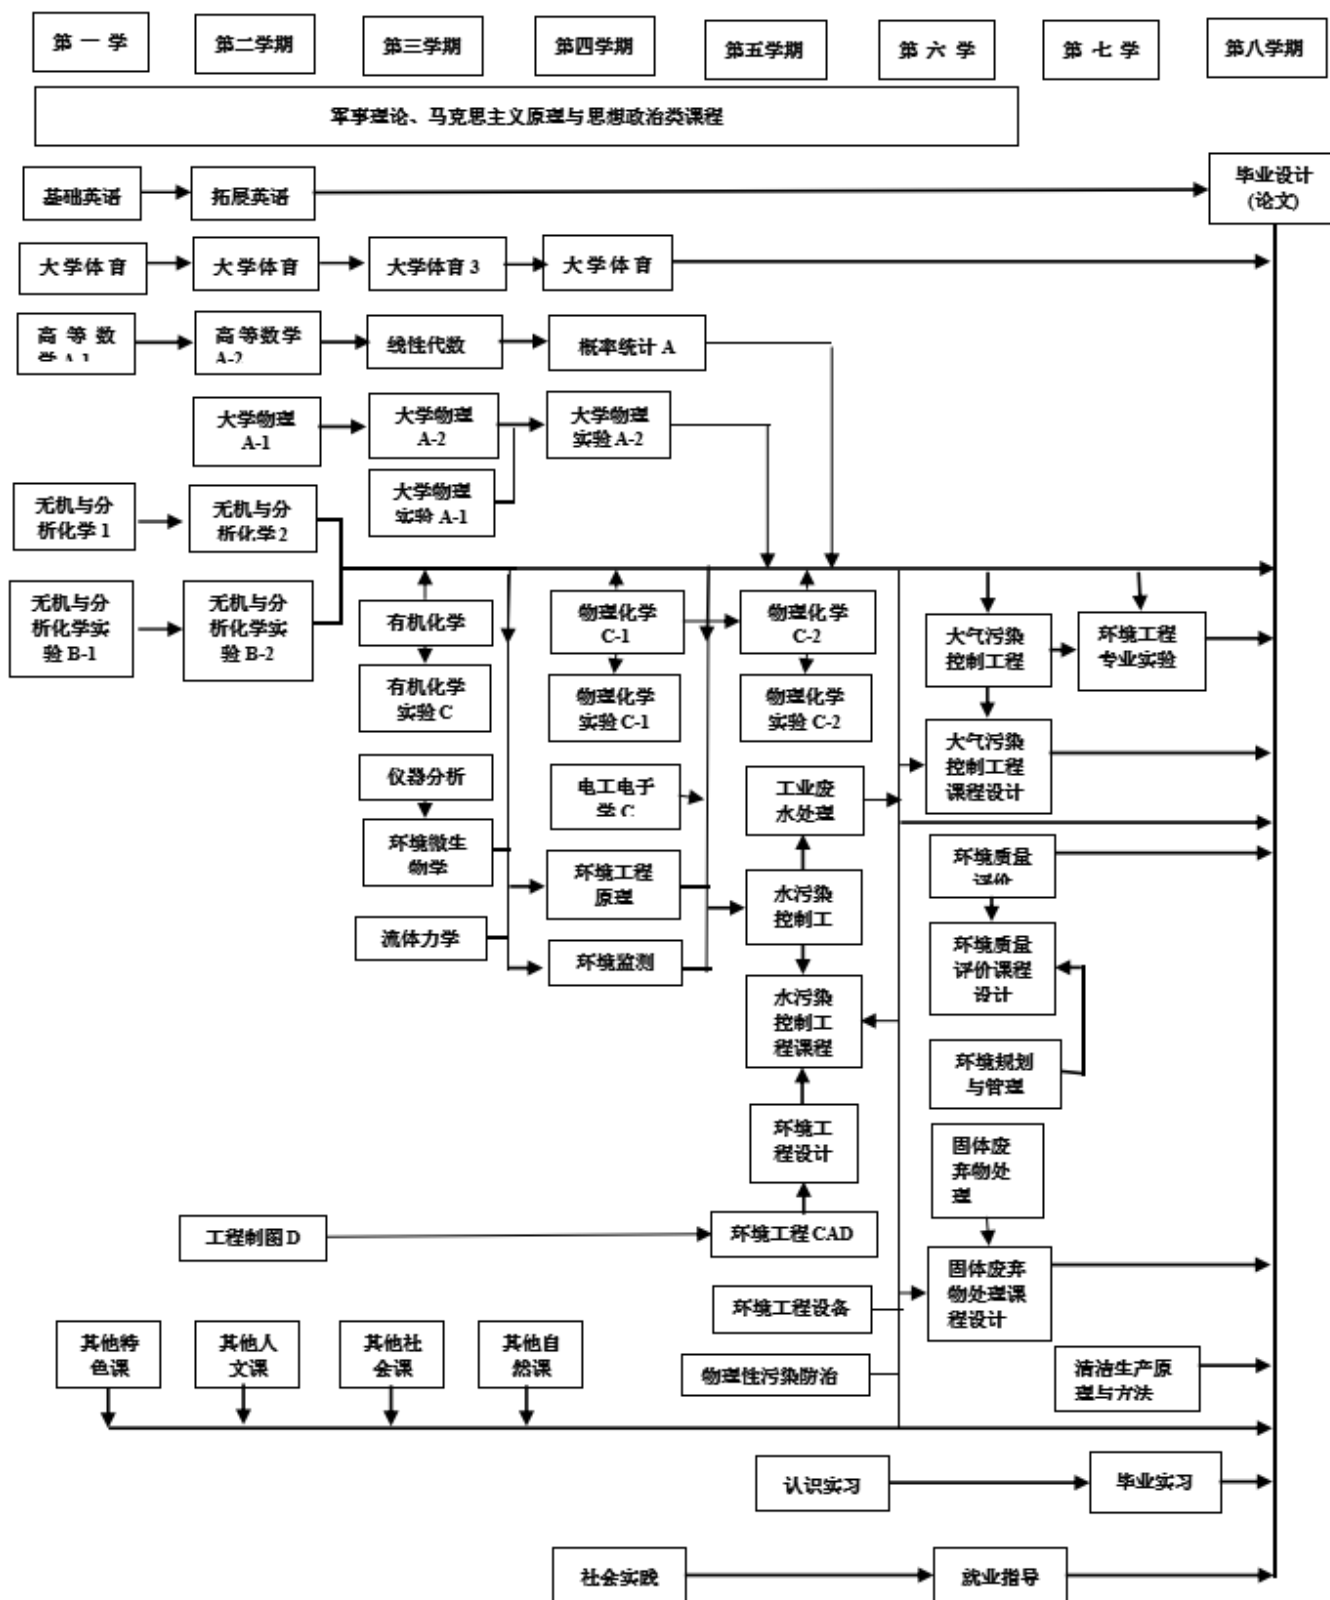 第 一 学
第二学期
第三学期
第四学期
第五学期
第 六 学
第 七 学
第八学期
军事理论、马克思主义原理与思想政治类课程
基础英语
拓展英语
毕业设计
(论文)
大学体育
大学体育
大学体育 3
大学体育
高 等 数
学 A-1
高等数学
A-2
线性代数
概率统计 A
大学物理
A-1
大学物理
A-2
大学物理
实验 A-2
大学物理
实验 A-1
无机与分
析化学 1
无机与分
析化学 2
无机与分
析化学实
验 B-1
无机与分
析化学实
验 B-2
有机化学
物理化学
C-1
物理化学
C-2
大气污染
控制工程
环境工程
专业实验
有机化学
实验 C
物理化学
实验 C-1
物理化学
实验 C-2
大气污染
控制工程
课程设计
仪器分析
电工电子
学 C
工业废
水处理
环境微生
物学
环境工程
原理
水污染
控制工
环境质量
评价
流体力学
环境监测
环境质量
评价课程
设计
水污染
控制工
程课程
环境规划
与管理
环境工
程设计
固体废
弃物处
理
工程制图 D
环境工程 CAD
固体废弃
物处理课
程设计
环境工程设备
其他特
色课
其他人
文课
其他社
会课
其他自
然课
物理性污染防治
清洁生产原
理与方法
认识实习
毕业实习
社会实践
就业指导